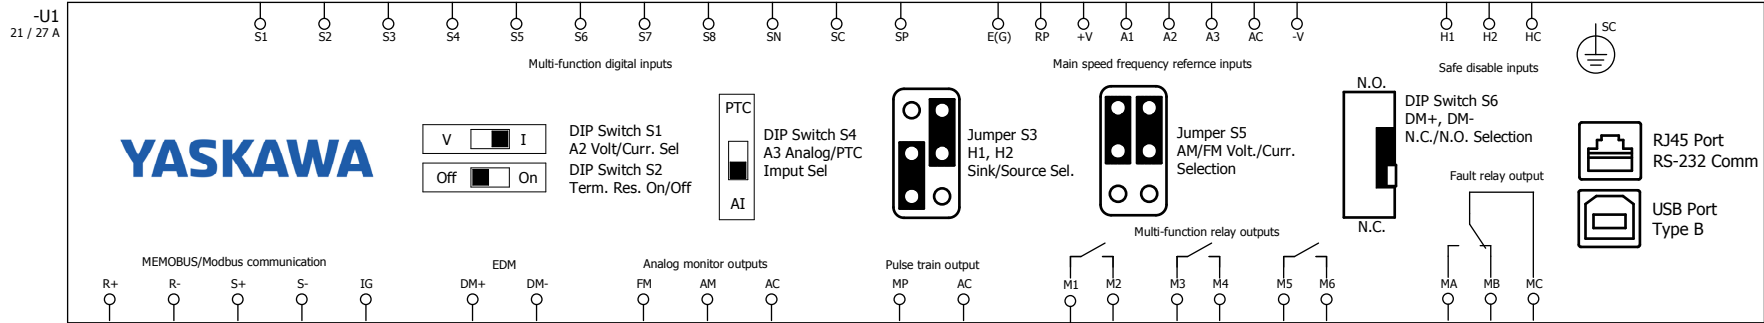 -U1
21 / 27 A
S1 S2 S3 S4 S5 S6 S7 S8 SN SC SP E(G) RP +V A1 A2 A3 AC -V H1 H2 HC SC
Multi-function digital inputs
Main speed frequency refernce inputs
Safe disable inputs
YASKAWA
V I
DIP Switch S1
A2 Volt/Curr. Sel
Off On
DIP Switch S2
Term. Res. On/Off
PTC
AI
DIP Switch S4
A3 Analog/PTC
Imput Sel
Jumper S3
H1, H2
Sink/Source Sel.
Jumper S5
AM/FM Volt./Curr.
Selection
N.O.
N.C.
DIP Switch S6
DM+, DM-
N.C./N.O. Selection
RJ45 Port
RS-232 Comm
USB Port
Type B
Fault relay output
Multi-function relay outputs
MEMOBUS/Modbus communication
EDM
Analog monitor outputs
Pulse train output
R+ R- S+ S- IG DM+ DM- FM AM AC MP AC M1 M2 M3 M4 M5 M6 MA MB MC